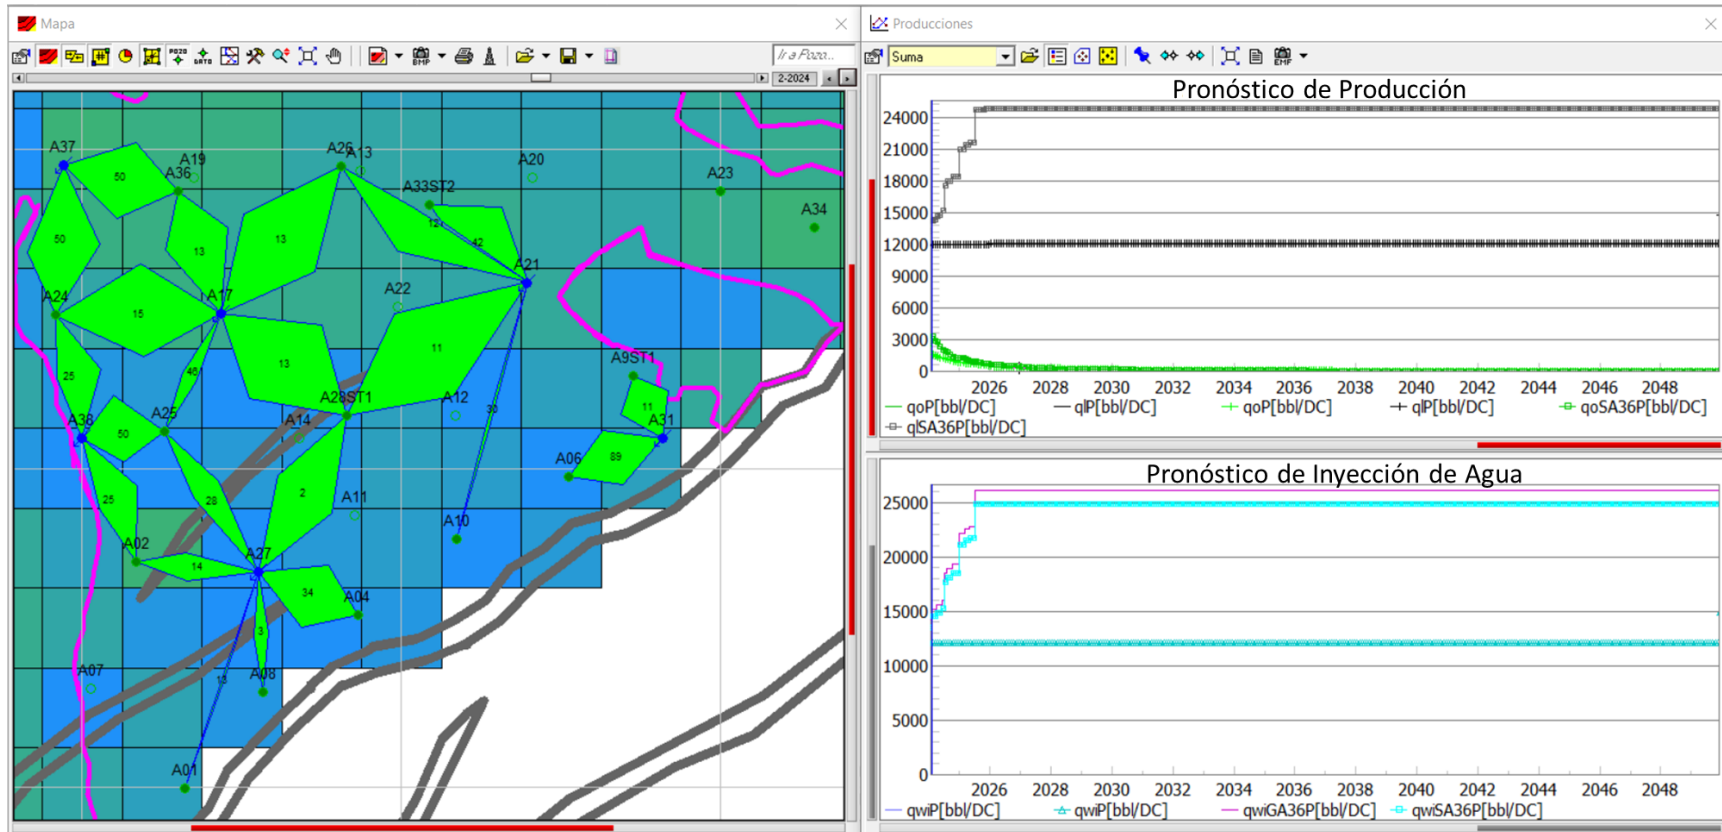 Mapa
Ir a Pozo...
2-2024
A37
A19
A36
A26
A13
A20
A33ST2
A23
A34
50
12
42
50
13
13
A21
A24
A17
A22
15
13
11
A9ST1
25
46
A28ST1
A12
11
A38
A25
A14
30
A31
50
A06
89
25
28
2
A11
A10
A02
A27
14
34
A04
3
A07
13
A08
A01
Producciones
Suma
Pronóstico de Producción
24000
21000
18000
15000
12000
9000
6000
3000
0
2026 2028 2030 2032 2034 2036 2038 2040 2042 2044 2046 2048
qoP[bbl/DC] qlP[bbl/DC] qoP[bbl/DC] qlP[bbl/DC] qoSA36P[bbl/DC]
qlSA36P[bbl/DC]
Pronóstico de Inyección de Agua
25000
20000
15000
10000
5000
0
2026 2028 2030 2032 2034 2036 2038 2040 2042 2044 2046 2048
qwiP[bbl/DC] qwiP[bbl/DC] qwiGA36P[bbl/DC] qwiSA36P[bbl/DC]